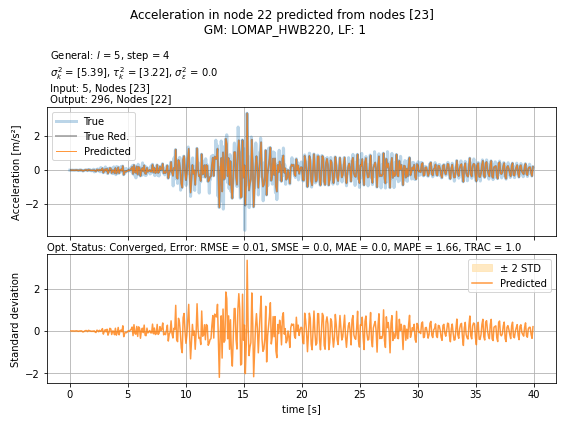 Acceleration in node 22 predicted from nodes [23]
GM: LOMAP_HWB220, LF: 1
General: l = 5, step = 4
σ²ₖ = [5.39], τ²ₖ = [3.22], σ²ε = 0.0
Input: 5, Nodes [23]
Output: 296, Nodes [22]
True
True Red.
Predicted
Acceleration [m/s²]
2
0
−2
Opt. Status: Converged, Error: RMSE = 0.01, SMSE = 0.0, MAE = 0.0, MAPE = 1.66, TRAC = 1.0
± 2 STD
Predicted
Standard deviation
2
0
−2
0 5 10 15 20 25 30 35 40
time [s]